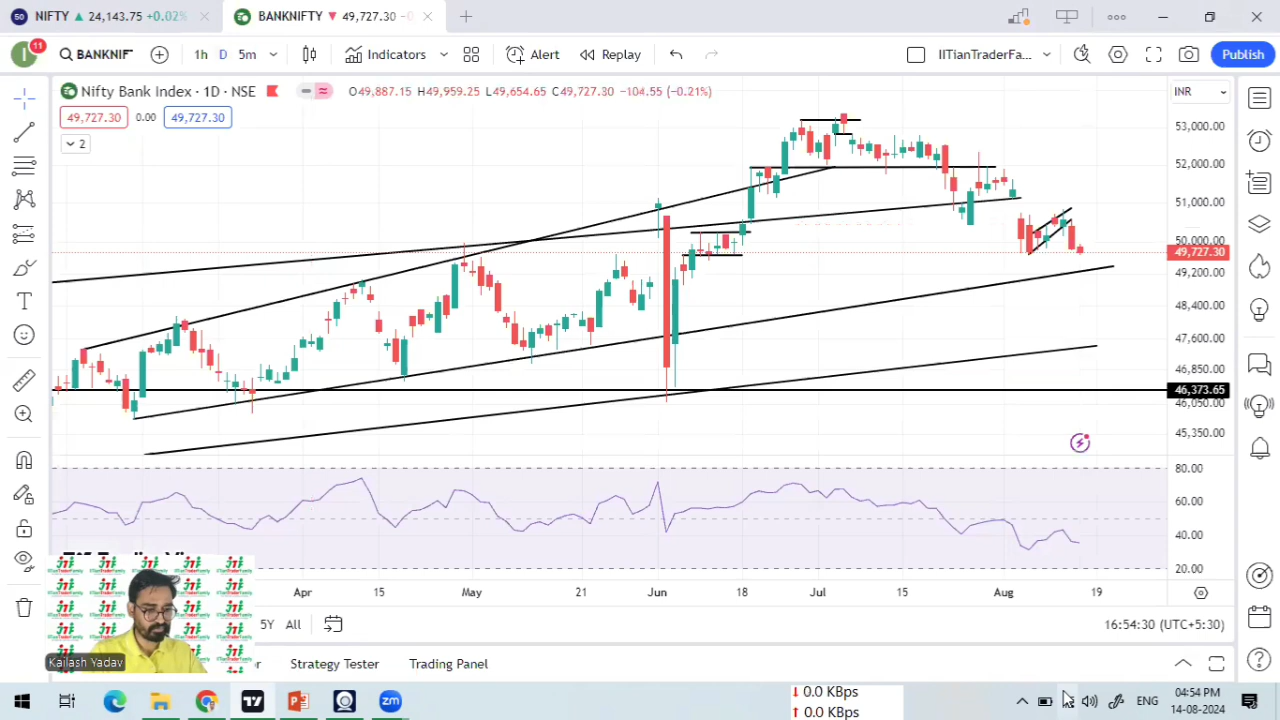 50 NIFTY ▲ 24,143.75 +0.02%
BANKNIFTY ▼ 49,727.30 −0
I 11 BANKNIF 1h D 5m Indicators Alert Replay IITianTraderFa... Publish
Nifty Bank Index · 1D · NSE O49,887.15 H49,959.25 L49,654.65 C49,727.30 −104.55 (−0.21%) INR
49,727.30 0.00 49,727.30
2
53,000.00
52,000.00
51,000.00
50,000.00
49,727.30
49,200.00
48,400.00
47,600.00
46,850.00
46,373.65
46,050.00
45,350.00
80.00
60.00
40.00
20.00
Apr 15 May 21 Jun 18 Jul 15 Aug 19
5Y All 16:54:30 (UTC+5:30)
Kailash Yadav
Strategy Tester Trading Panel
0.0 KBps
0.0 KBps
ENG
04:54 PM
14-08-2024